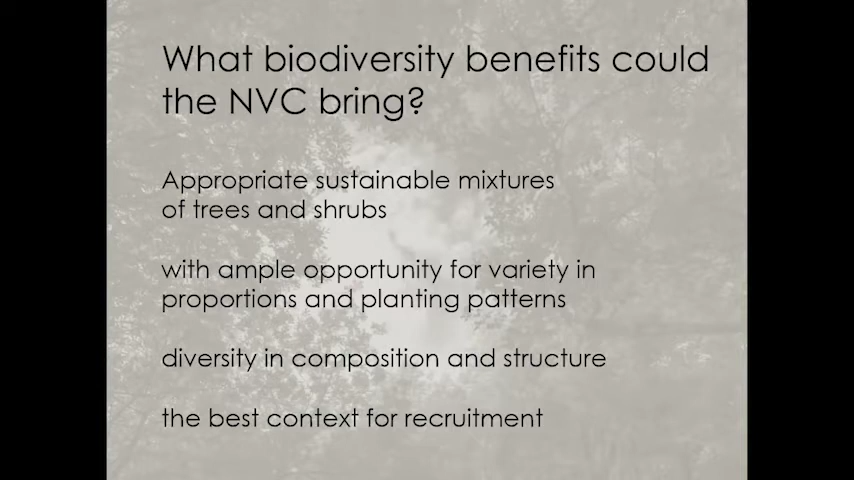 What biodiversity benefits could
the NVC bring?
Appropriate sustainable mixtures
of trees and shrubs
with ample opportunity for variety in
proportions and planting patterns
diversity in composition and structure
the best context for recruitment